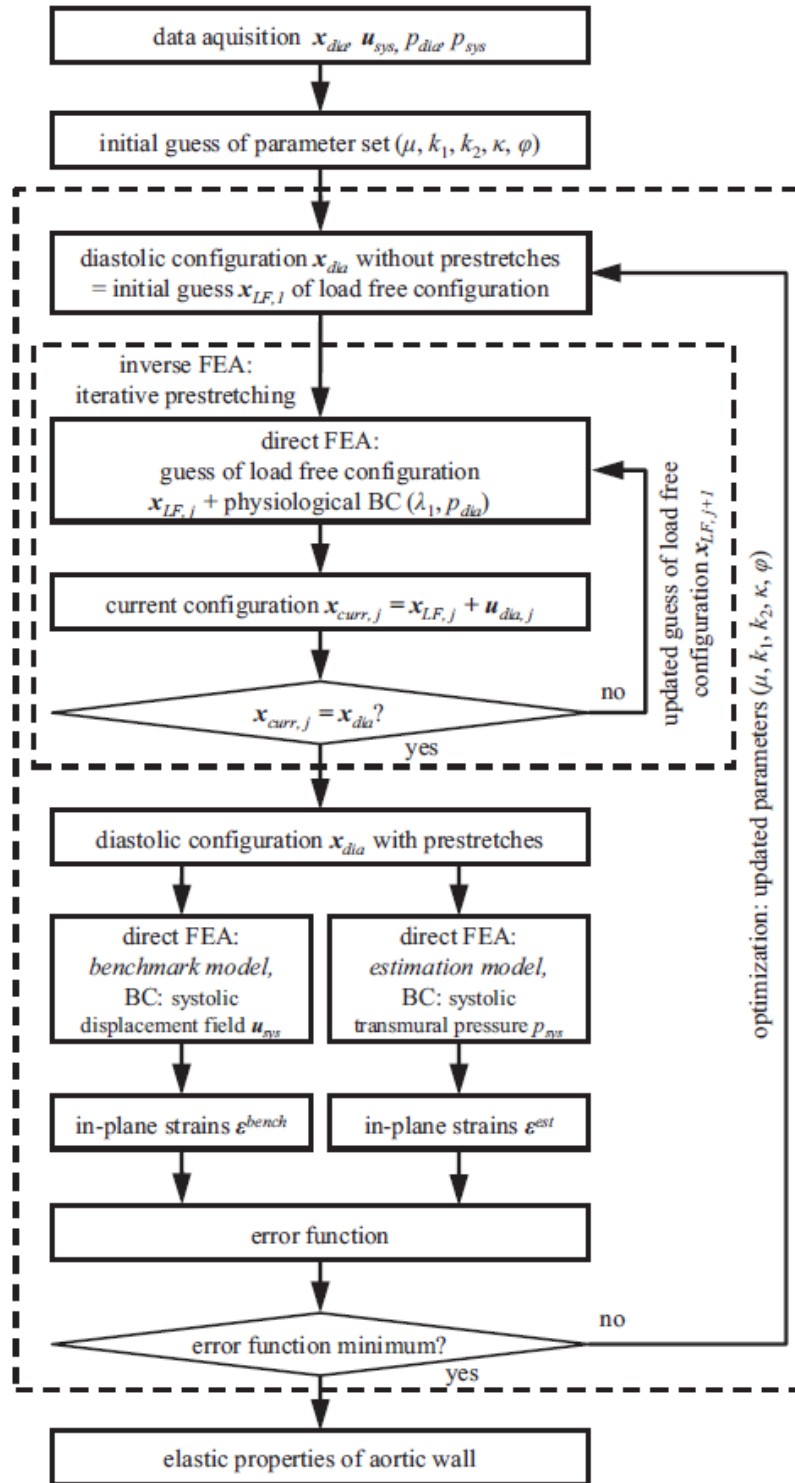 data aquisition x_dia, u_sys, p_dia, p_sys
initial guess of parameter set (μ, k₁, k₂, κ, φ)
diastolic configuration x_dia without prestretches
= initial guess x_LF,1 of load free configuration
inverse FEA:
iterative prestretching
direct FEA:
guess of load free configuration
x_LF,j + physiological BC (λ₁, p_dia)
current configuration x_curr,j = x_LF,j + u_dia,j
x_curr,j = x_dia?
no
yes
updated guess of load free
configuration x_LF,j+1
optimization: updated parameters (μ, k₁, k₂, κ, φ)
diastolic configuration x_dia with prestretches
direct FEA:
benchmark model,
BC: systolic
displacement field u_sys
direct FEA:
estimation model,
BC: systolic
transmural pressure p_sys
in-plane strains ε^bench
in-plane strains ε^est
error function
error function minimum?
no
yes
elastic properties of aortic wall